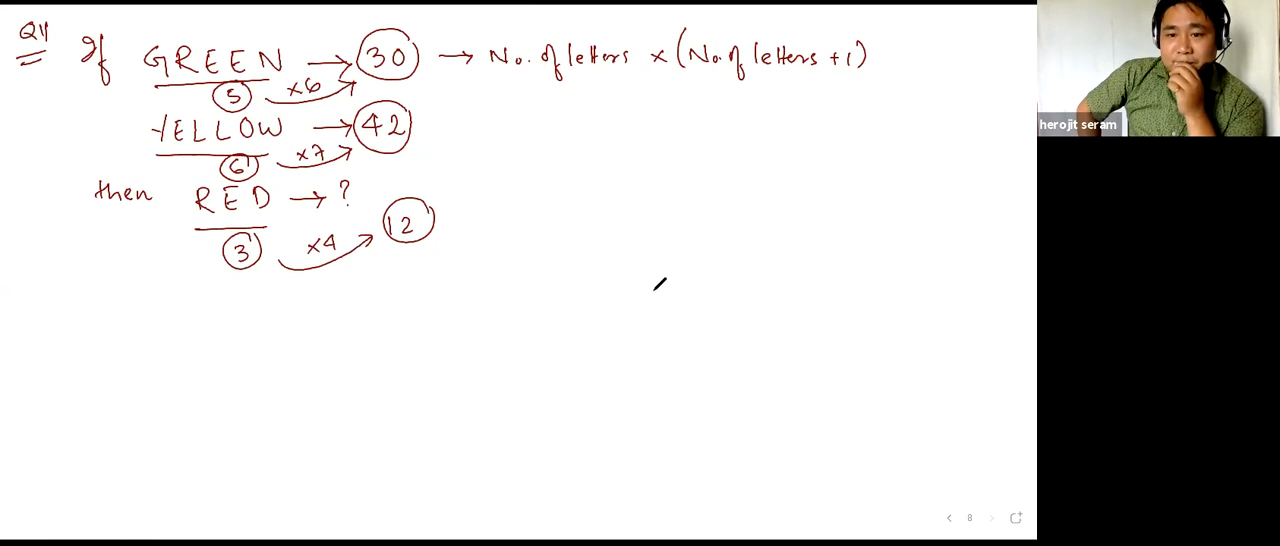 Q11
If GREEN → 30 → No. of letters × (No. of letters + 1)
5 ×6
YELLOW → 42
6 ×7
then RED → ?
3 ×4 12
herojit seram
8